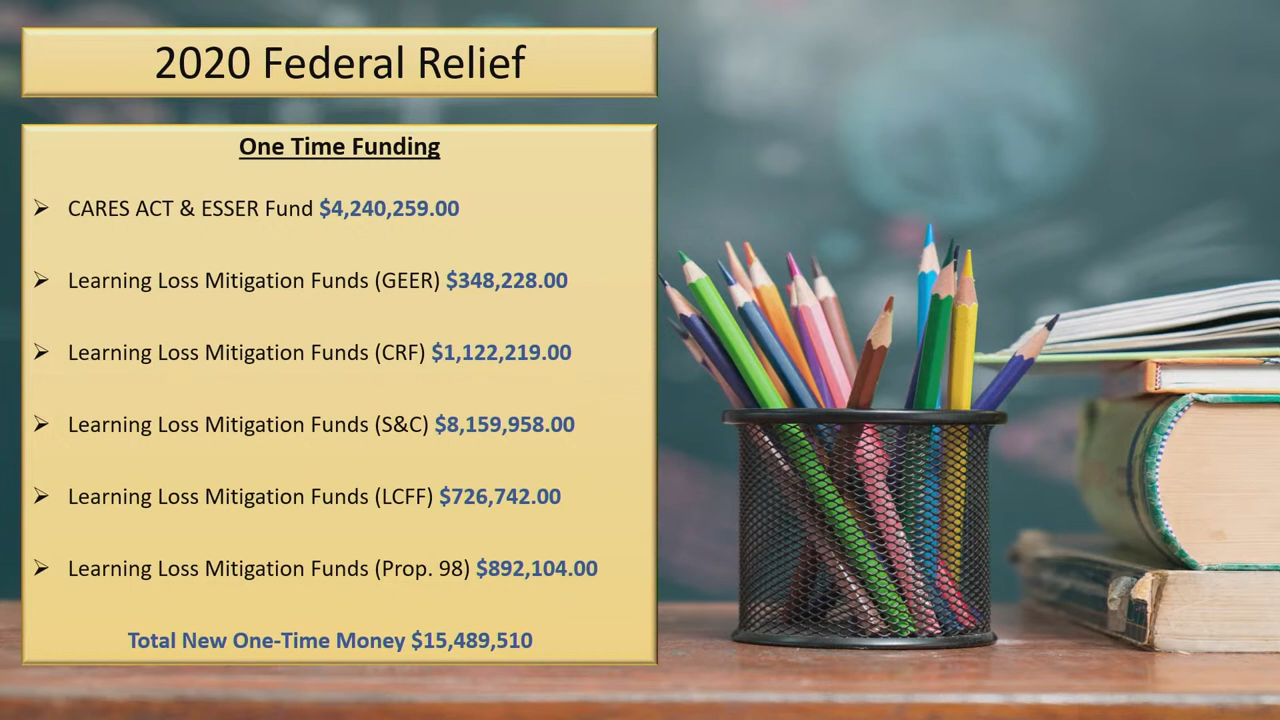 2020 Federal Relief
One Time Funding
➢ CARES ACT & ESSER Fund $4,240,259.00
➢ Learning Loss Mitigation Funds (GEER) $348,228.00
➢ Learning Loss Mitigation Funds (CRF) $1,122,219.00
➢ Learning Loss Mitigation Funds (S&C) $8,159,958.00
➢ Learning Loss Mitigation Funds (LCFF) $726,742.00
➢ Learning Loss Mitigation Funds (Prop. 98) $892,104.00
Total New One-Time Money $15,489,510